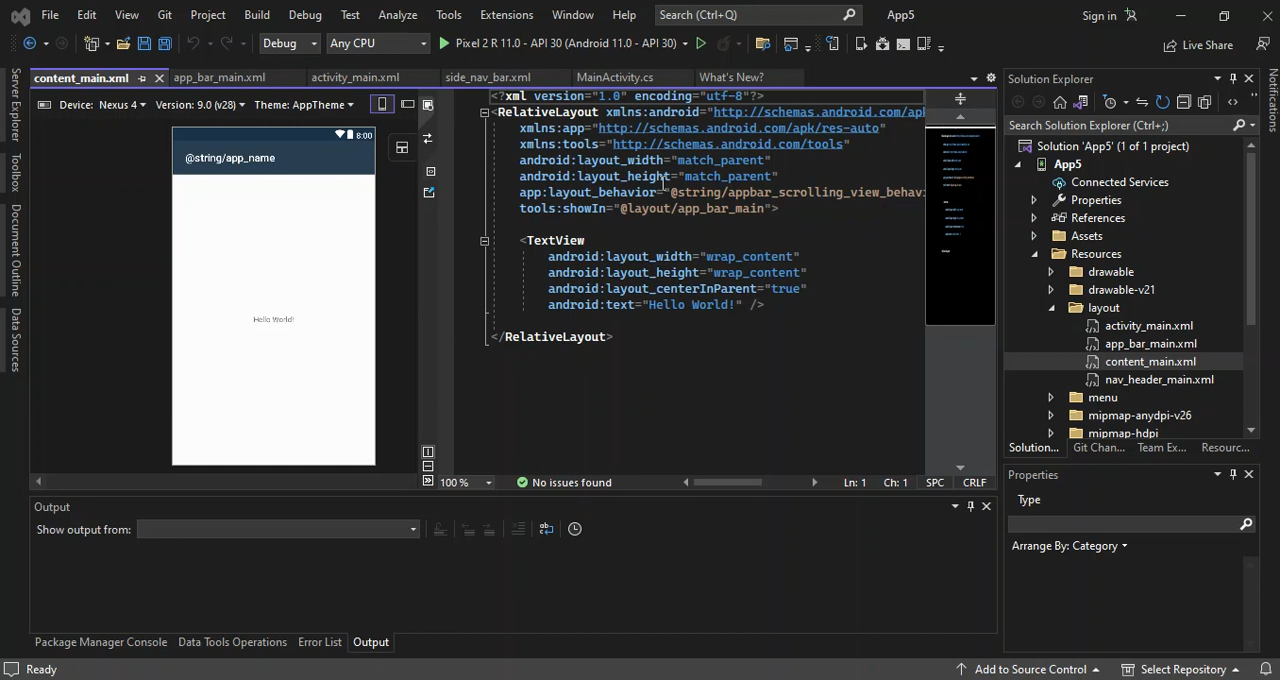 File Edit View Git Project Build Debug Test Analyze Tools Extensions Window Help Search (Ctrl+Q) App5 Sign in
Debug Any CPU Pixel 2 R 11.0 - API 30 (Android 11.0 - API 30) Live Share
content_main.xml app_bar_main.xml activity_main.xml side_nav_bar.xml MainActivity.cs What's New?
Device: Nexus 4 Version: 9.0 (v28) Theme: AppTheme
8:00
@string/app_name
Hello World!
<?xml version="1.0" encoding="utf-8"?>
<RelativeLayout xmlns:android="http://schemas.android.com/apk
xmlns:app="http://schemas.android.com/apk/res-auto"
xmlns:tools="http://schemas.android.com/tools"
android:layout_width="match_parent"
android:layout_height="match_parent"
app:layout_behavior="@string/appbar_scrolling_view_behavi
tools:showIn="@layout/app_bar_main">
<TextView
android:layout_width="wrap_content"
android:layout_height="wrap_content"
android:layout_centerInParent="true"
android:text="Hello World!" />
</RelativeLayout>
100 % No issues found Ln: 1 Ch: 1 SPC CRLF
Server Explorer
Toolbox
Document Outline
Data Sources
Solution Explorer
Search Solution Explorer (Ctrl+;)
Solution 'App5' (1 of 1 project)
App5
Connected Services
Properties
References
Assets
Resources
drawable
drawable-v21
layout
activity_main.xml
app_bar_main.xml
content_main.xml
nav_header_main.xml
menu
mipmap-anydpi-v26
mipmap-hdpi
Solution... Git Chan... Team Ex... Resourc...
Notifications
Properties
Type
Arrange By: Category
Output
Show output from:
Package Manager Console Data Tools Operations Error List Output
Ready Add to Source Control Select Repository